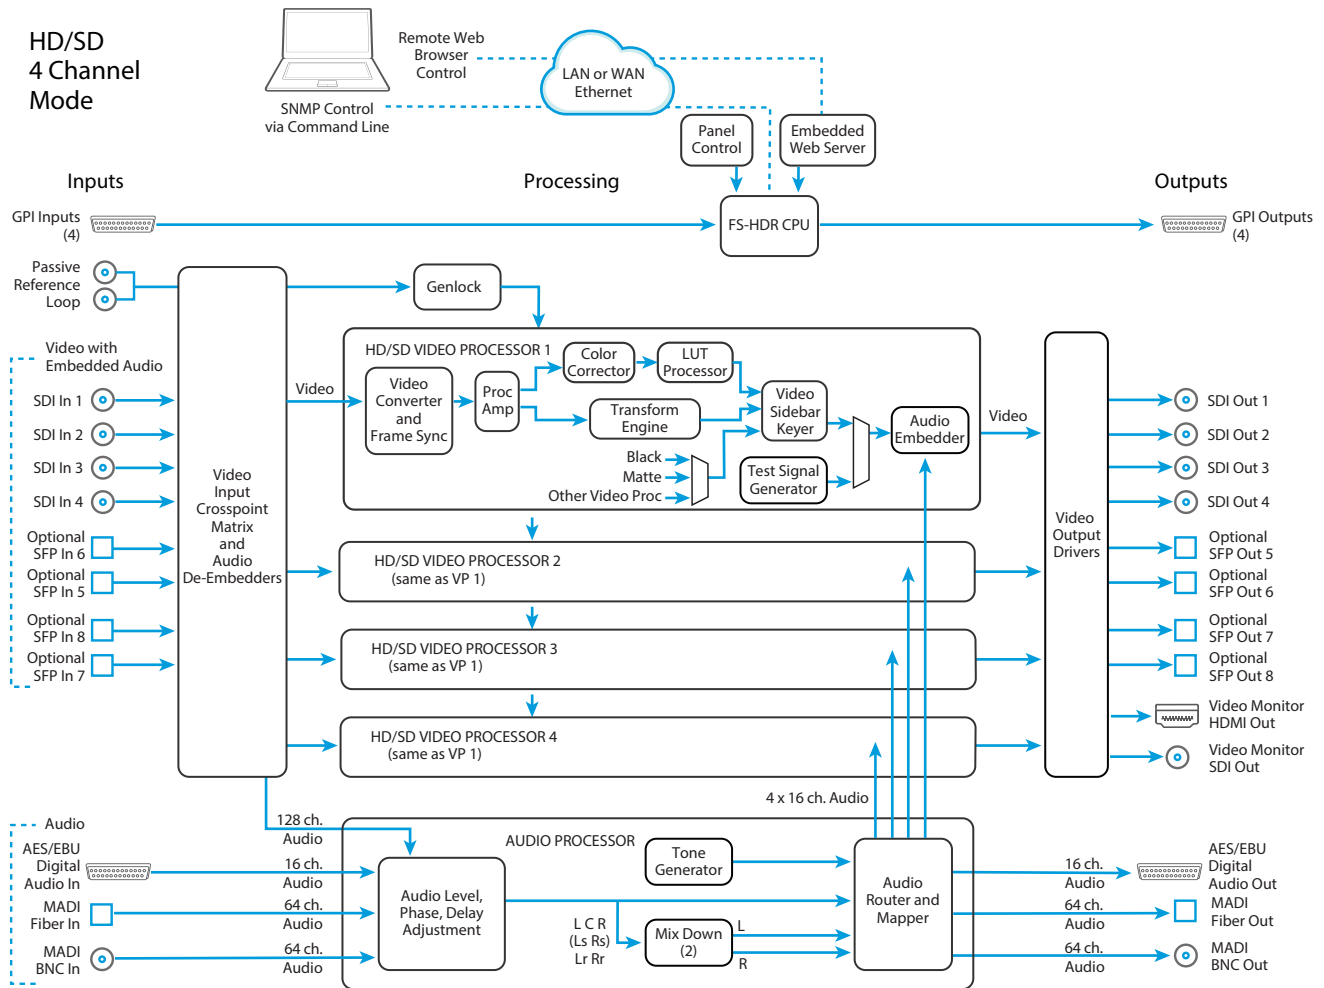 HD/SD
4 Channel
Mode
Remote Web
Browser
Control
LAN or WAN
Ethernet
SNMP Control
via Command Line
Panel
Control
Embedded
Web Server
Inputs
Processing
Outputs
GPI Inputs
(4)
FS-HDR CPU
GPI Outputs
(4)
Passive
Reference
Loop
Genlock
Video with
Embedded Audio
SDI In 1
SDI In 2
SDI In 3
SDI In 4
Optional
SFP In 6
Optional
SFP In 5
Optional
SFP In 8
Optional
SFP In 7
Video
Input
Crosspoint
Matrix
and
Audio
De-Embedders
Video
HD/SD VIDEO PROCESSOR 1
Video
Converter
and
Frame Sync
Proc
Amp
Color
Corrector
LUT
Processor
Transform
Engine
Video
Sidebar
Keyer
Black
Matte
Other Video Proc
Test Signal
Generator
Audio
Embedder
Video
HD/SD VIDEO PROCESSOR 2
(same as VP 1)
HD/SD VIDEO PROCESSOR 3
(same as VP 1)
HD/SD VIDEO PROCESSOR 4
(same as VP 1)
Video
Output
Drivers
SDI Out 1
SDI Out 2
SDI Out 3
SDI Out 4
Optional
SFP Out 5
Optional
SFP Out 6
Optional
SFP Out 7
Optional
SFP Out 8
Video Monitor
HDMI Out
Video Monitor
SDI Out
4 x 16 ch. Audio
Audio
AES/EBU
Digital
Audio In
MADI
Fiber In
MADI
BNC In
128 ch.
Audio
16 ch.
Audio
64 ch.
Audio
64 ch.
Audio
AUDIO PROCESSOR
Audio Level,
Phase, Delay
Adjustment
Tone
Generator
L C R
(Ls Rs)
Lr Rr
Mix Down
(2)
L
R
Audio
Router and
Mapper
16 ch.
Audio
64 ch.
Audio
64 ch.
Audio
AES/EBU
Digital
Audio Out
MADI
Fiber Out
MADI
BNC Out